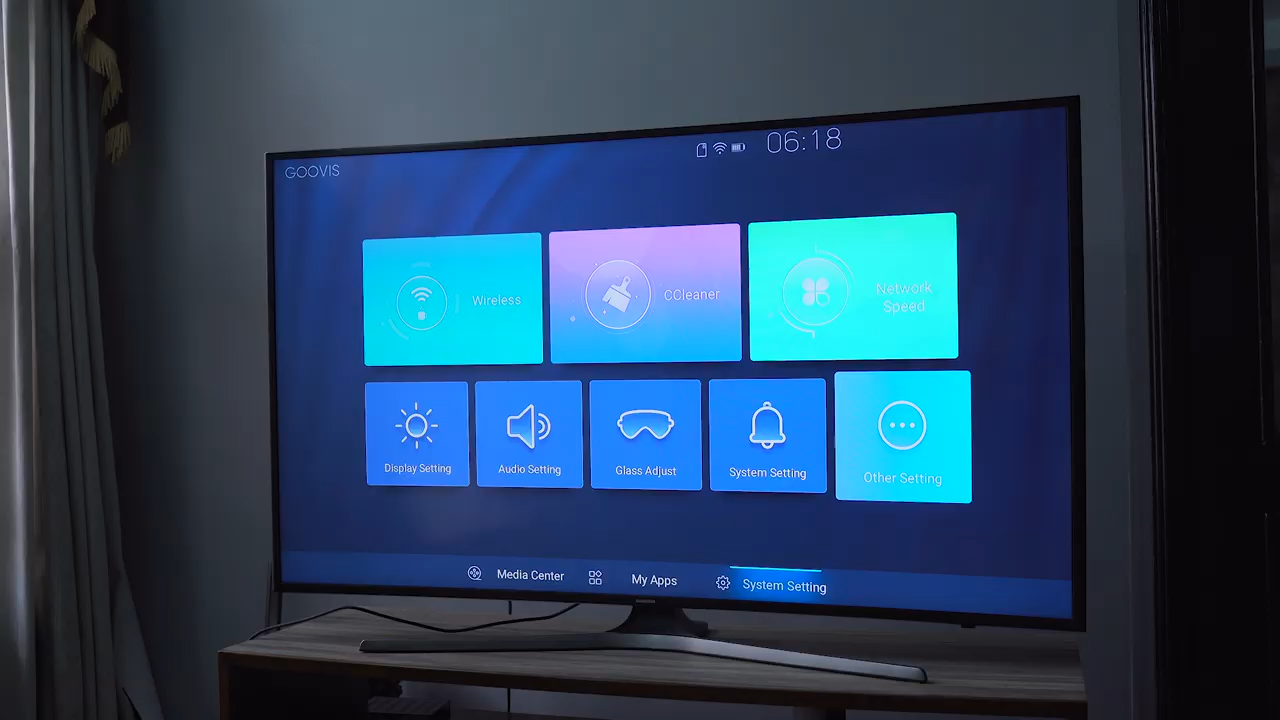 GOOVIS
06:18
Wireless
CCleaner
Network
Speed
Display Setting
Audio Setting
Glass Adjust
System Setting
Other Setting
Media Center
My Apps
System Setting
SAMSUNG